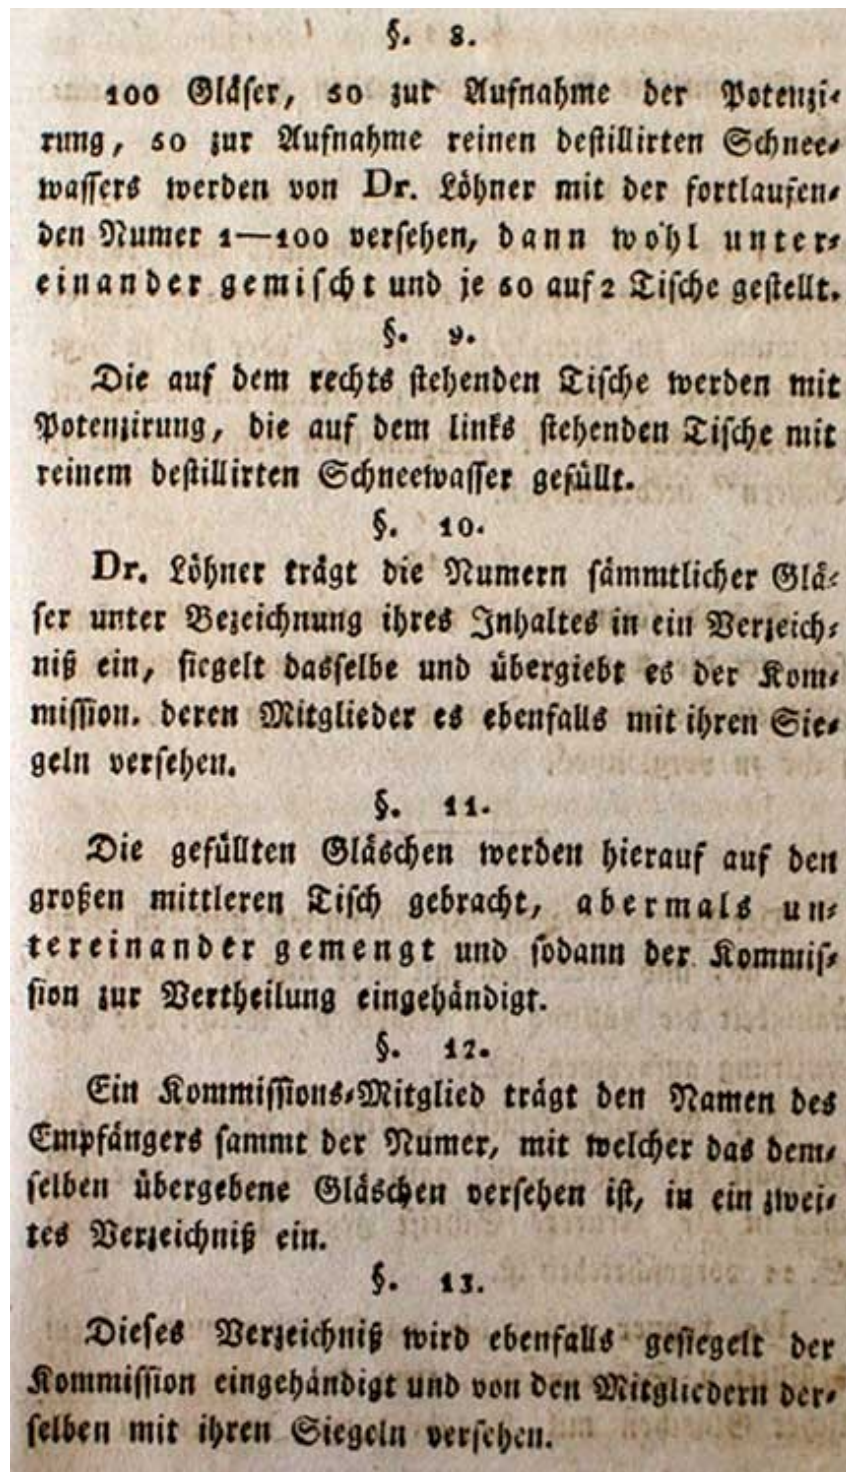 §. 8.
100 Gläser, 50 zur Aufnahme der Potenzi-
rung, 50 zur Aufnahme reinen destillirten Schnee-
wassers werden von Dr. Löhner mit der fortlaufen-
den Numer 1—100 versehen, dann wohl unter-
einander gemischt und je 50 auf 2 Tische gestellt.
§. 9.
Die auf dem rechts stehenden Tische werden mit
Potenzirung, die auf dem links stehenden Tische mit
reinem destillirten Schneewasser gefüllt.
§. 10.
Dr. Löhner trägt die Numern sämmtlicher Glä-
ser unter Bezeichnung ihres Inhaltes in ein Verzeich-
niß ein, siegelt dasselbe und übergiebt es der Kom-
mission. deren Mitglieder es ebenfalls mit ihren Sie-
geln versehen.
§. 11.
Die gefüllten Gläschen werden hierauf auf den
großen mittleren Tisch gebracht, abermals un-
tereinander gemengt und sodann der Kommis-
sion zur Vertheilung eingehändigt.
§. 12.
Ein Kommissions-Mitglied trägt den Namen des
Empfängers sammt der Numer, mit welcher das dem-
selben übergebene Gläschen versehen ist, in ein zwei-
tes Verzeichniß ein.
§. 13.
Dieses Verzeichniß wird ebenfalls gesiegelt der
Kommission eingehändigt und von den Mitgliedern der-
selben mit ihren Siegeln versehen.